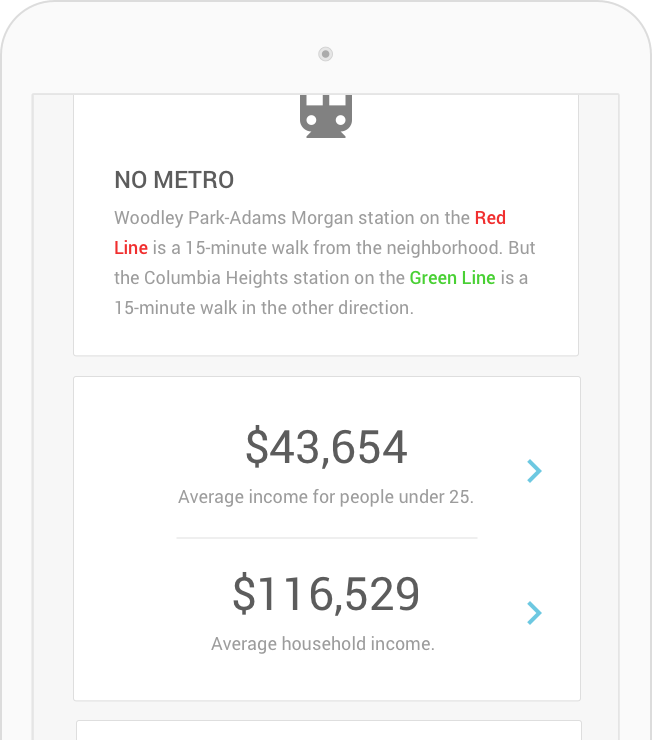 NO METRO
Woodley Park-Adams Morgan station on the Red
Line is a 15-minute walk from the neighborhood. But
the Columbia Heights station on the Green Line is a
15-minute walk in the other direction.
$43,654
Average income for people under 25.
$116,529
Average household income.